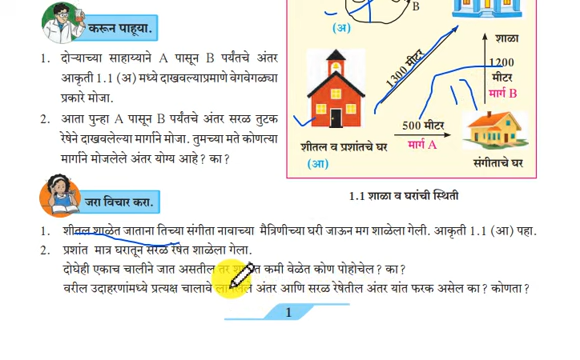 करून पाहूया.
1. दोऱ्याच्या साहाय्याने A पासून B पर्यंतचे अंतर
आकृती 1.1 (अ) मध्ये दाखवल्याप्रमाणे वेगवेगळ्या
प्रकारे मोजा.
2. आता पुन्हा A पासून B पर्यंतचे अंतर सरळ तुटक
रेषेने दाखवलेल्या मार्गाने मोजा. तुमच्या मते कोणत्या
मार्गाने मोजलेले अंतर योग्य आहे ? का ?
B
(अ)
शाळा
1300 मीटर
1200
मीटर
मार्ग B
500 मीटर
मार्ग A
शीतल व प्रशांतचे घर
(आ)
संगीताचे घर
1.1 शाळा व घरांची स्थिती
जरा विचार करा.
1. शीतल शाळेत जाताना तिच्या संगीता नावाच्या मैत्रिणीच्या घरी जाऊन मग शाळेला गेली. आकृती 1.1 (आ) पहा.
2. प्रशांत मात्र घरातून सरळ रेषेत शाळेला गेला.
दोघेही एकाच चालीने जात असतील तर कमी वेळेत कोण पोहोचेल ? का ?
वरील उदाहरणांमध्ये प्रत्यक्ष चालावे अंतर आणि सरळ रेषेतील अंतर यांत फरक असेल का ? कोणता ?
1